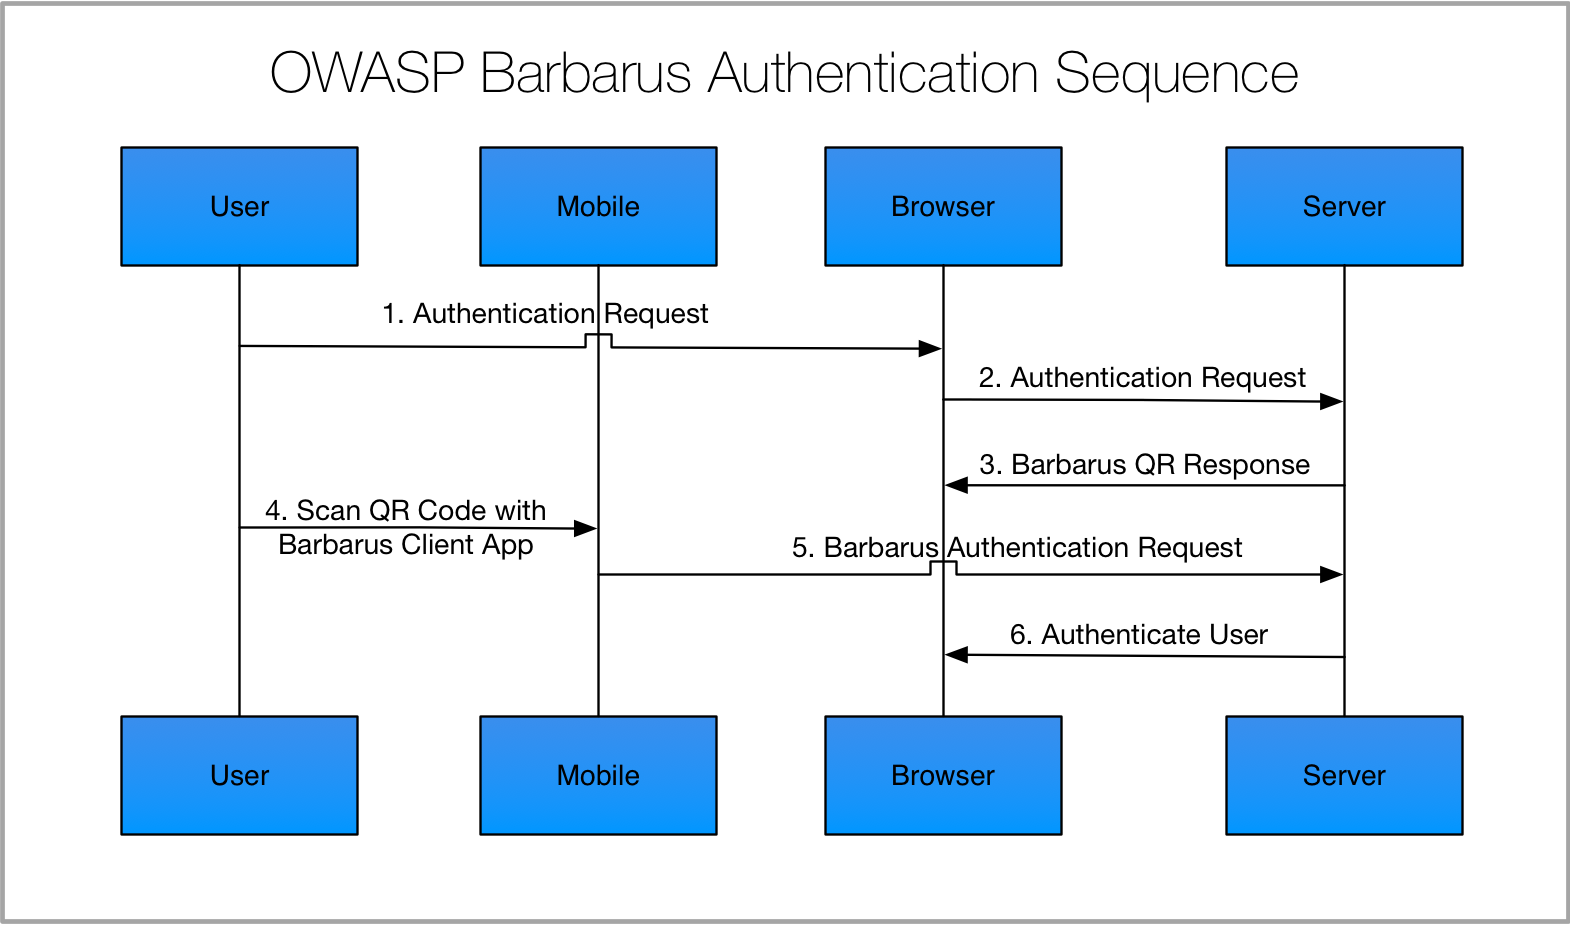 OWASP Barbarus Authentication Sequence
User
Mobile
Browser
Server
1. Authentication Request
2. Authentication Request
3. Barbarus QR Response
4. Scan QR Code with
Barbarus Client App
5. Barbarus Authentication Request
6. Authenticate User
User
Mobile
Browser
Server